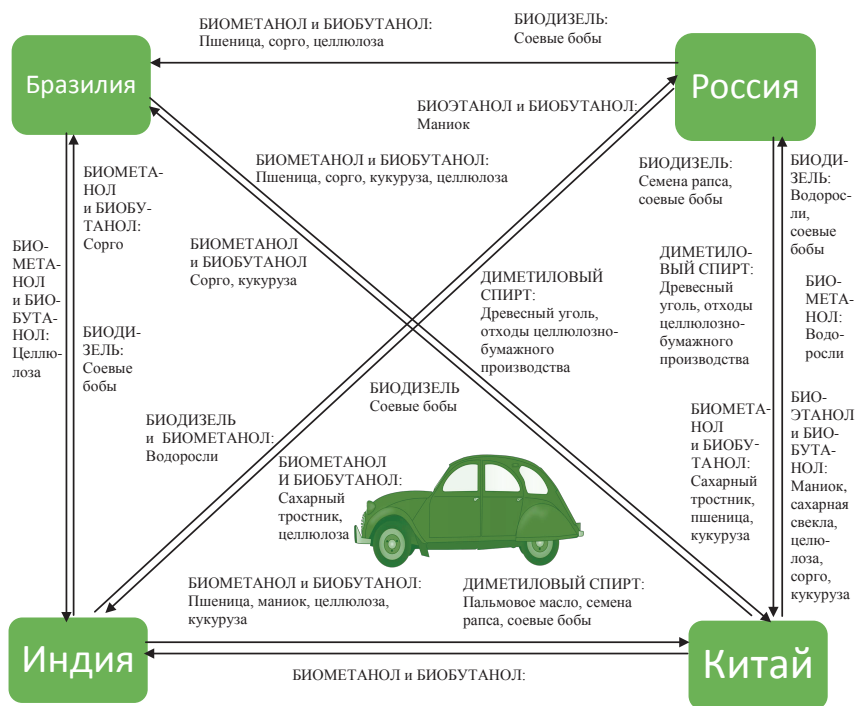 БИОМЕТАНОЛ и БИОБУТАНОЛ:
Пшеница, сорго, целлюлоза
БИОДИЗЕЛЬ:
Соевые бобы
Бразилия
Россия
БИОЭТАНОЛ и БИОБУТАНОЛ:
Маниок
БИОМЕТАНОЛ и БИОБУТАНОЛ:
Пшеница, сорго, кукуруза, целлюлоза
БИОДИЗЕЛЬ:
Семена рапса,
соевые бобы
БИОДИ-
ЗЕЛЬ:
Водорос-
ли,
соевые
бобы
БИОМЕТА-
НОЛ
и БИОБУ-
ТАНОЛ:
Сорго
БИО-
МЕТА-
НОЛ
и БИО-
БУТА-
НОЛ:
Целлю-
лоза
БИОМЕТАНОЛ
и БИОБУТАНОЛ
Сорго, кукуруза
ДИМЕТИЛОВЫЙ
СПИРТ:
Древесный уголь,
отходы целлюлозно-
бумажного
производства
ДИМЕТИЛО-
ВЫЙ СПИРТ:
Древесный
уголь, отходы
целлюлозно-
бумажного
производства
БИО-
МЕТА-
НОЛ:
Водо-
росли
БИОДИ-
ЗЕЛЬ:
Соевые
бобы
БИОДИЗЕЛЬ
Соевые бобы
БИОДИЗЕЛЬ
и БИОМЕТАНОЛ:
Водоросли
БИОМЕТАНОЛ
И БИОБУТАНОЛ:
Сахарный
тростник,
целлюлоза
БИОМЕТА-
НОЛ
и БИОБУ-
ТАНОЛ:
Сахарный
тростник,
пшеница,
кукуруза
БИО-
ЭТАНОЛ
и БИО-
БУТА-
НОЛ:
Маниок,
сахарная
свекла,
целю-
лоза,
сорго,
кукуруза
БИОМЕТАНОЛ и БИОБУТАНОЛ:
Пшеница, маниок, целлюлоза,
кукуруза
ДИМЕТИЛОВЫЙ СПИРТ:
Пальмовое масло, семена
рапса, соевые бобы
Индия
Китай
БИОМЕТАНОЛ и БИОБУТАНОЛ: